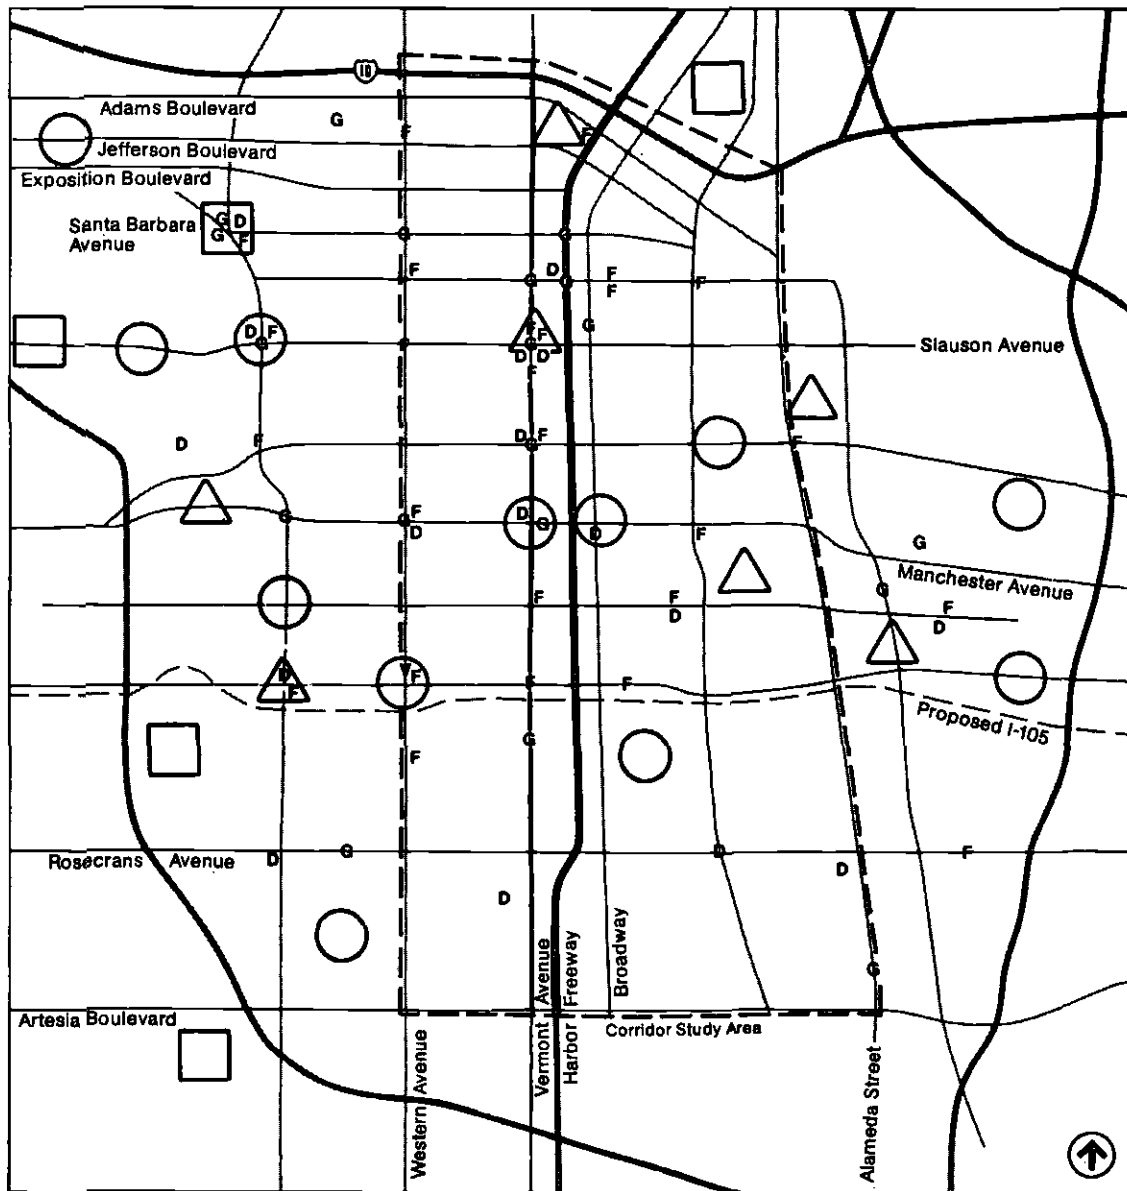 10
Adams Boulevard
G
F
F
Jefferson Boulevard
Exposition Boulevard
Santa Barbara
Avenue
G D
G F
G
G
F
G
D
G
F
F
F
D F
G
G
F
F
G
D D
F
Slauson Avenue
D
F
D F
G
F
G
G
F
D
D
G
D
F
G
Manchester Avenue
G
F
F
D
F
D
D
F
F
F
F
Proposed I-105
G
F
Rosecrans Avenue
D
G
D
D
F
D
G
Artesia Boulevard
Western Avenue
Vermont Avenue
Harbor Freeway
Broadway
Corridor Study Area
Alameda Street